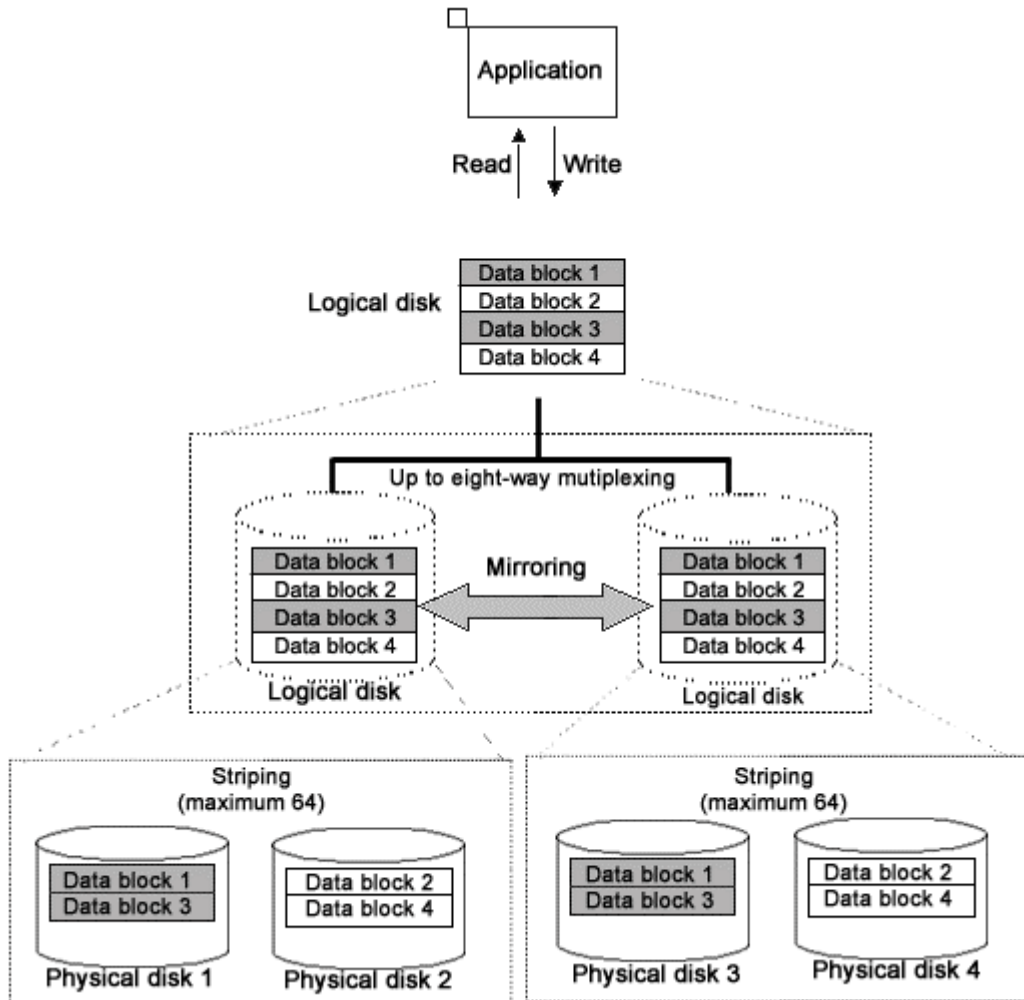 Application
Read
Write
Logical disk
Data block 1
Data block 2
Data block 3
Data block 4
Up to eight-way mutiplexing
Data block 1
Data block 2
Data block 3
Data block 4
Logical disk
Mirroring
Data block 1
Data block 2
Data block 3
Data block 4
Logical disk
Striping
(maximum 64)
Data block 1
Data block 3
Physical disk 1
Data block 2
Data block 4
Physical disk 2
Striping
(maximum 64)
Data block 1
Data block 3
Physical disk 3
Data block 2
Data block 4
Physical disk 4